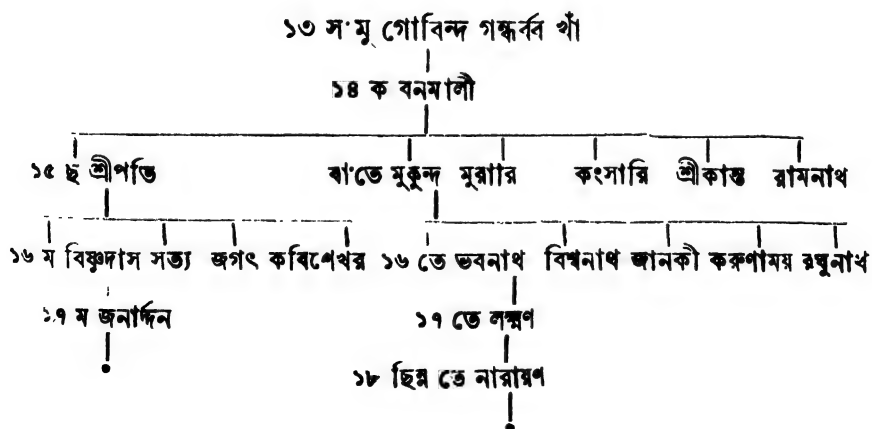 ১৩ স˙মু গোবিন্দ গন্ধর্ব্ব খাঁ
১৪ ক বনমালী
১৫ ছ শ্রীপতি বা˙তে মুকুন্দ মুরারি কংসারি শ্রীকান্ত রামনাথ
১৬ ম বিষ্ণুদাস সত্য জগৎ কবিশেখর ১৬ তে ভবনাথ বিশ্বনাথ জানকী করুণাময় রঘুনাথ
১৭ ম জনার্দ্দন ১৭ তে লক্ষ্মণ
১৮ ছিন্ন তে নারায়ণ